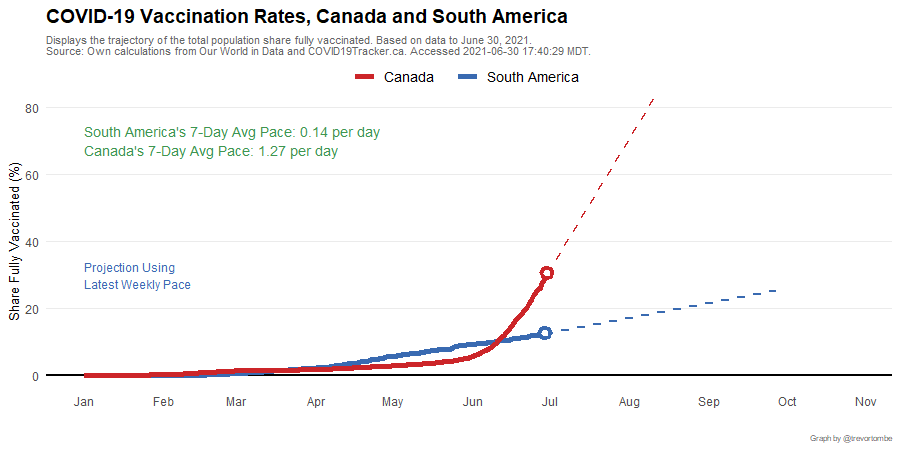 COVID-19 Vaccination Rates, Canada and South America
Displays the trajectory of the total population share fully vaccinated. Based on data to June 30, 2021.
Source: Own calculations from Our World in Data and COVID19Tracker.ca. Accessed 2021-06-30 17:40:29 MDT.
Canada South America
80
South America's 7-Day Avg Pace: 0.14 per day
Canada's 7-Day Avg Pace: 1.27 per day
60
Share Fully Vaccinated (%)
40
Projection Using
Latest Weekly Pace
20
0
Jan Feb Mar Apr May Jun Jul Aug Sep Oct Nov
Graph by @trevortombe